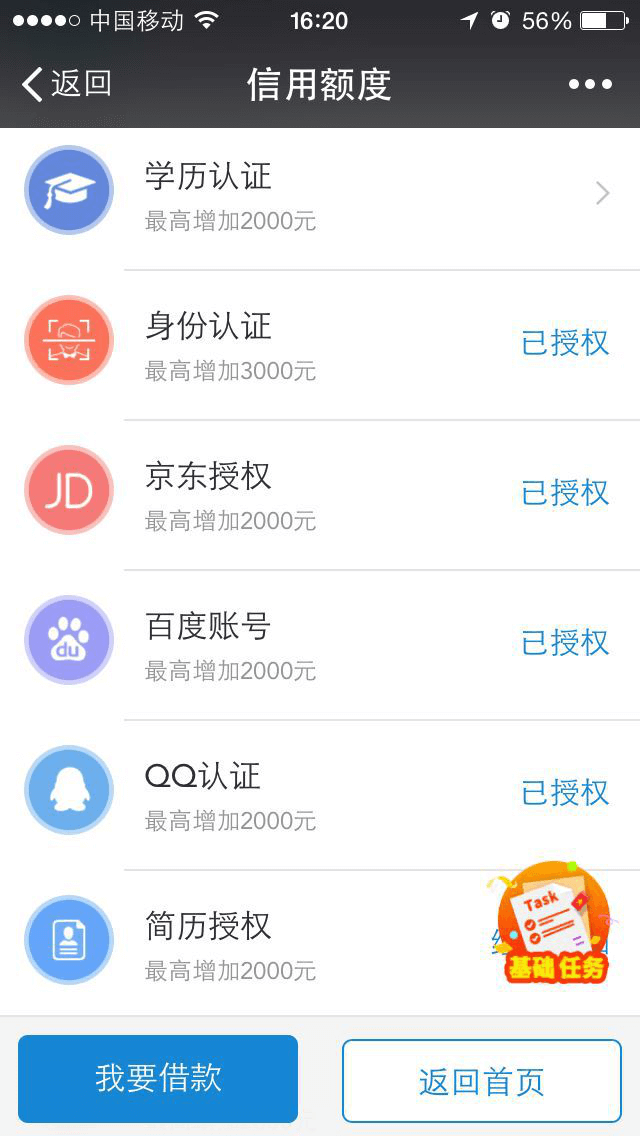 中国移动 16:20 56%
返回 信用额度
学历认证
最高增加2000元
身份认证
已授权
最高增加3000元
JD
京东授权
已授权
最高增加2000元
du
百度账号
已授权
最高增加2000元
QQ认证
已授权
最高增加2000元
简历授权
最高增加2000元
Task
基础任务
我要借款
返回首页